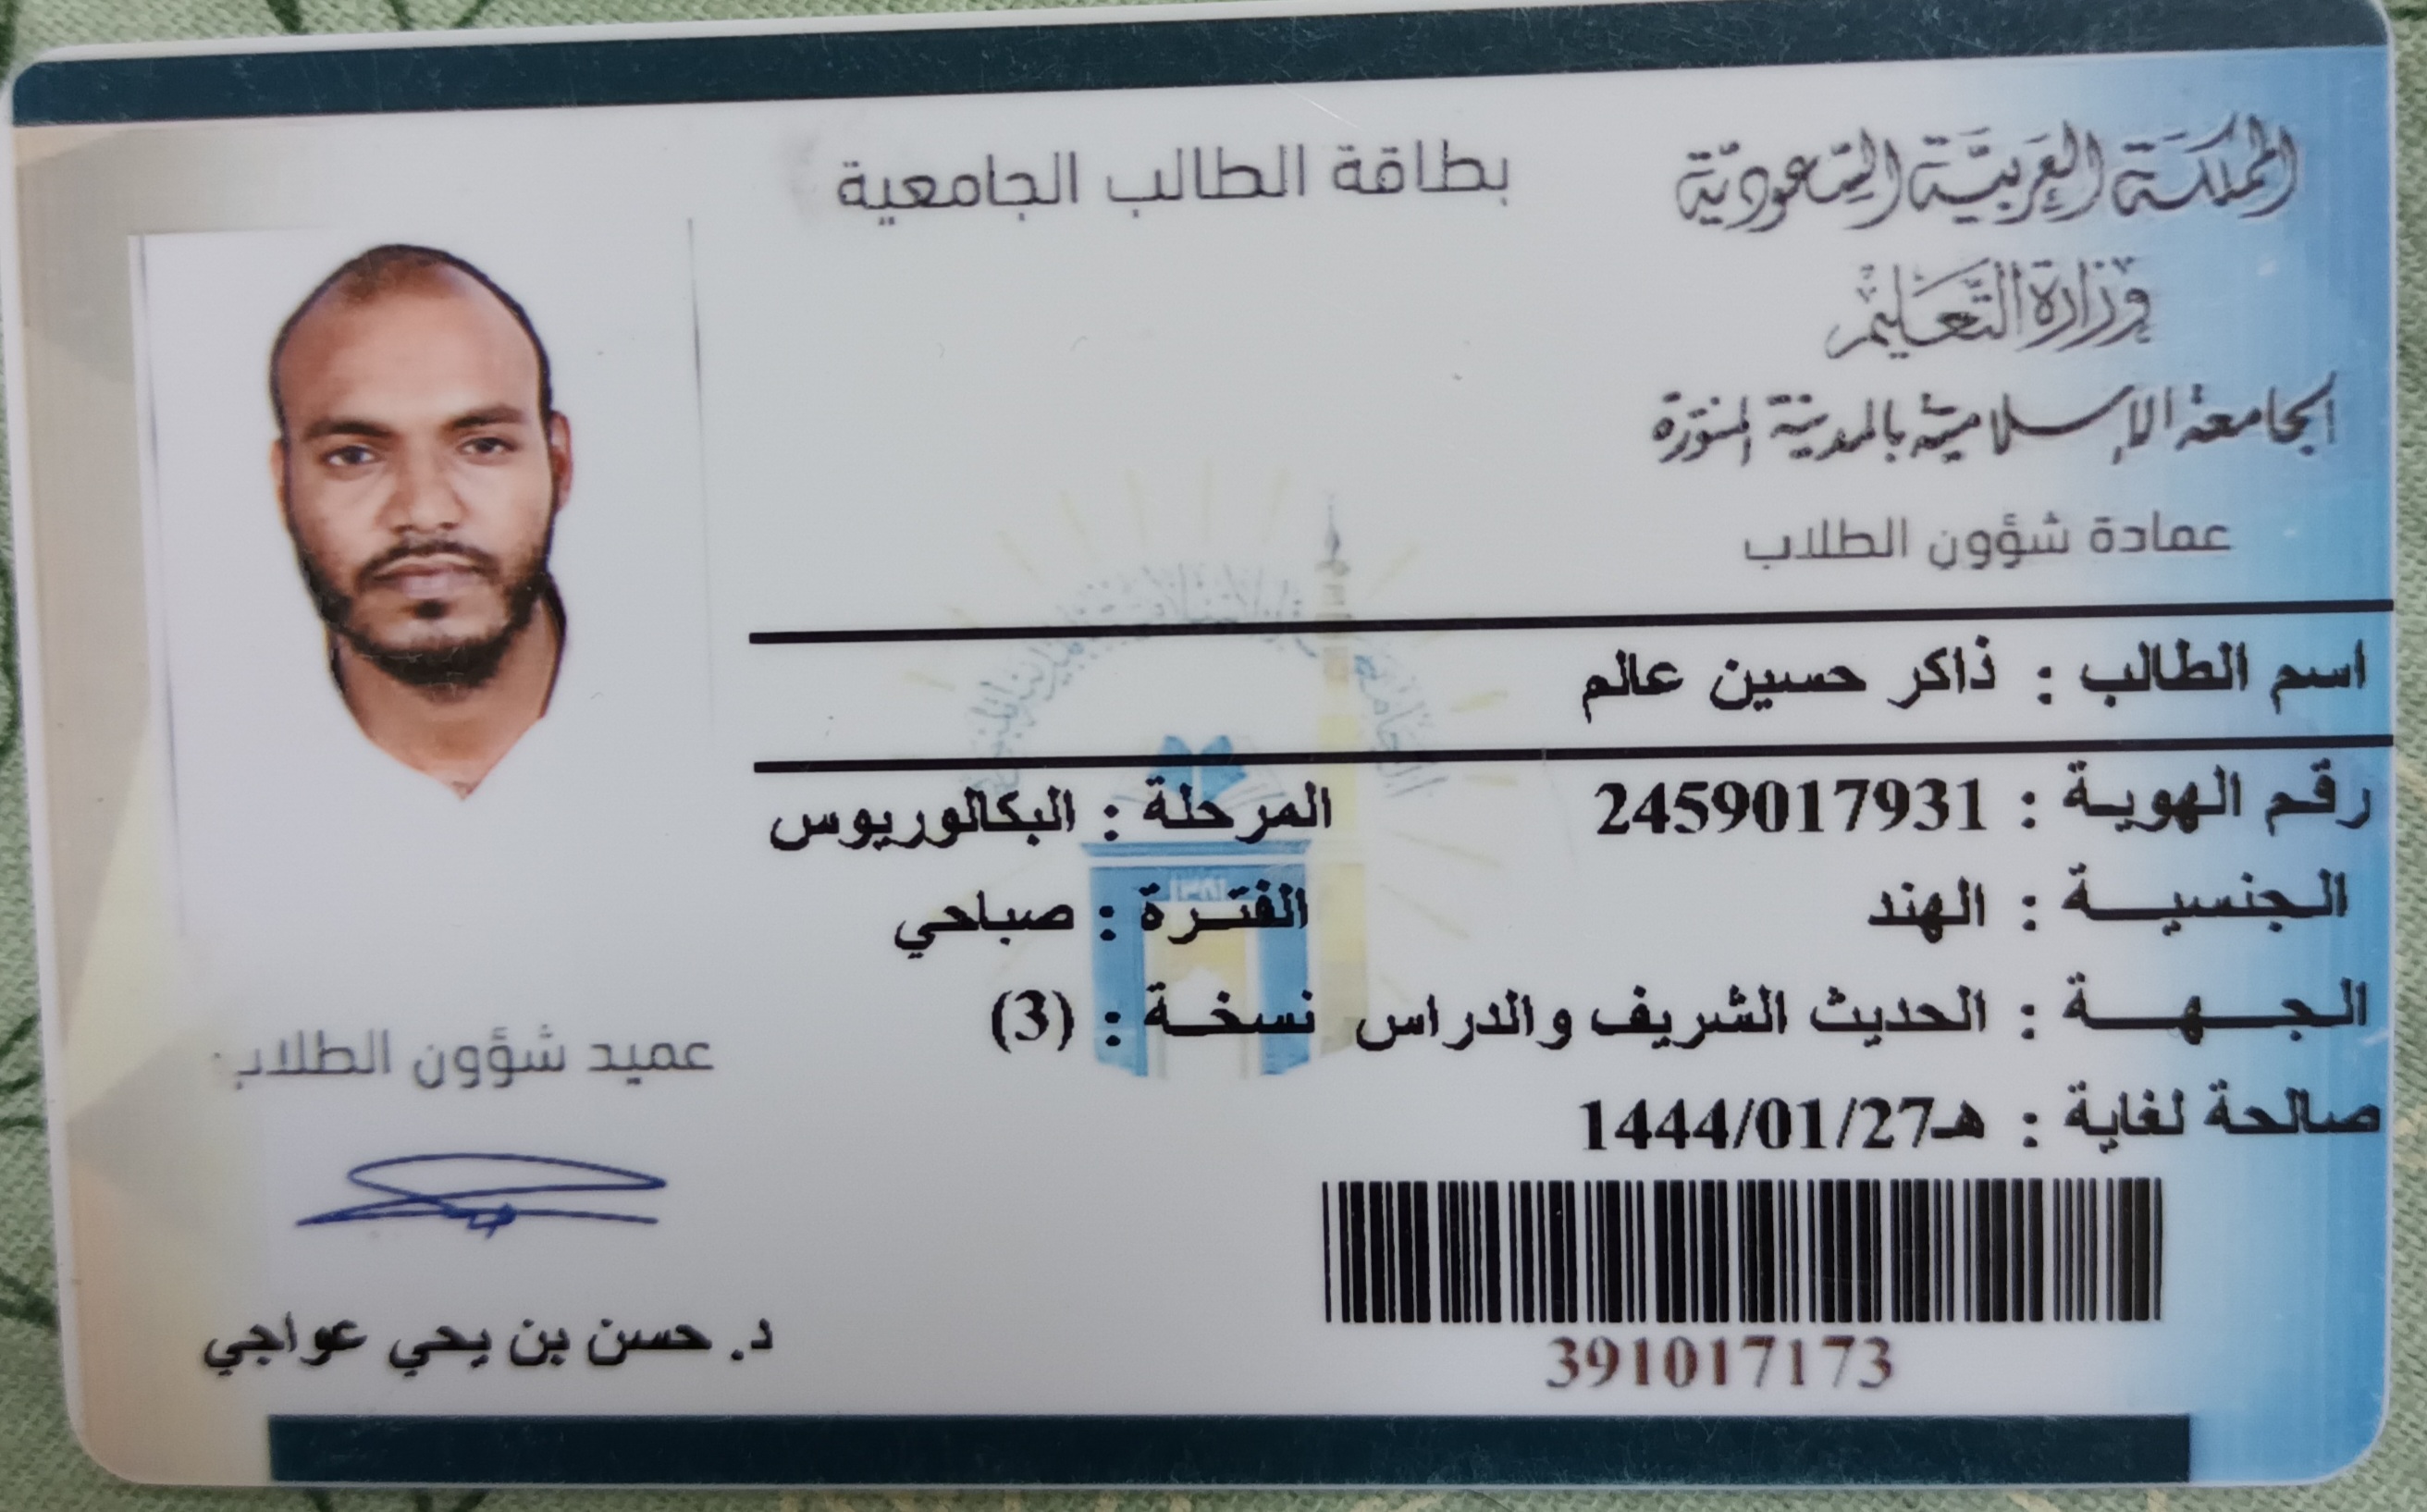 المملكة العربية السعودية
وزارة التعليم
الجامعة الإسلامية بالمدينة المنورة
عمادة شؤون الطلاب
بطاقة الطالب الجامعية
اسم الطالب : ذاكر حسين عالم
رقم الهوية : 2459017931 المرحلة : البكالوريوس
الجنسية : الهند الفترة : صباحي
الجهة : الحديث الشريف والدراس نسخة : (3)
صالحة لغاية : 1444/01/27هـ
391017173
عميد شؤون الطلاب
د. حسن بن يحي عواجي